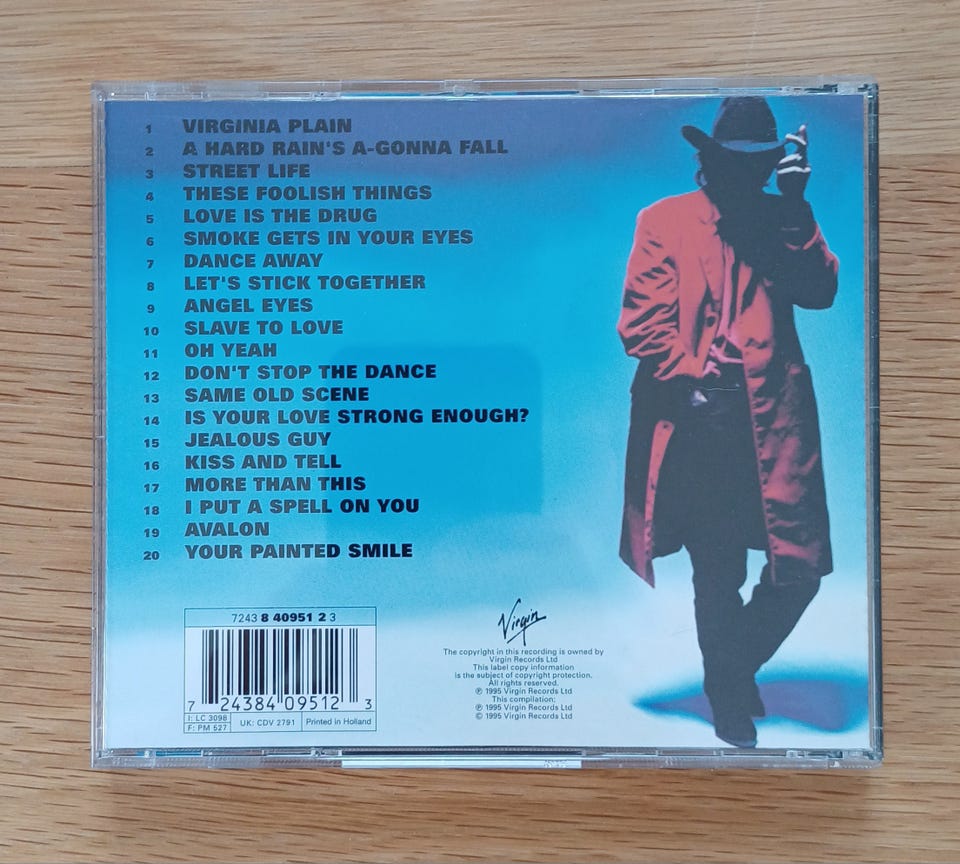 1 VIRGINIA PLAIN
2 A HARD RAIN'S A-GONNA FALL
3 STREET LIFE
4 THESE FOOLISH THINGS
5 LOVE IS THE DRUG
6 SMOKE GETS IN YOUR EYES
7 DANCE AWAY
8 LET'S STICK TOGETHER
9 ANGEL EYES
10 SLAVE TO LOVE
11 OH YEAH
12 DON'T STOP THE DANCE
13 SAME OLD SCENE
14 IS YOUR LOVE STRONG ENOUGH?
15 JEALOUS GUY
16 KISS AND TELL
17 MORE THAN THIS
18 I PUT A SPELL ON YOU
19 AVALON
20 YOUR PAINTED SMILE
7243 8 40951 2 3
7 24384 09512 3
I: LC 3098
F: PM 527
UK: CDV 2791
Printed in Holland
Virgin
The copyright in this recording is owned by
Virgin Records Ltd
This label copy information
is the subject of copyright protection.
All rights reserved.
℗ 1995 Virgin Records Ltd
This compilation:
℗ 1995 Virgin Records Ltd
© 1995 Virgin Records Ltd